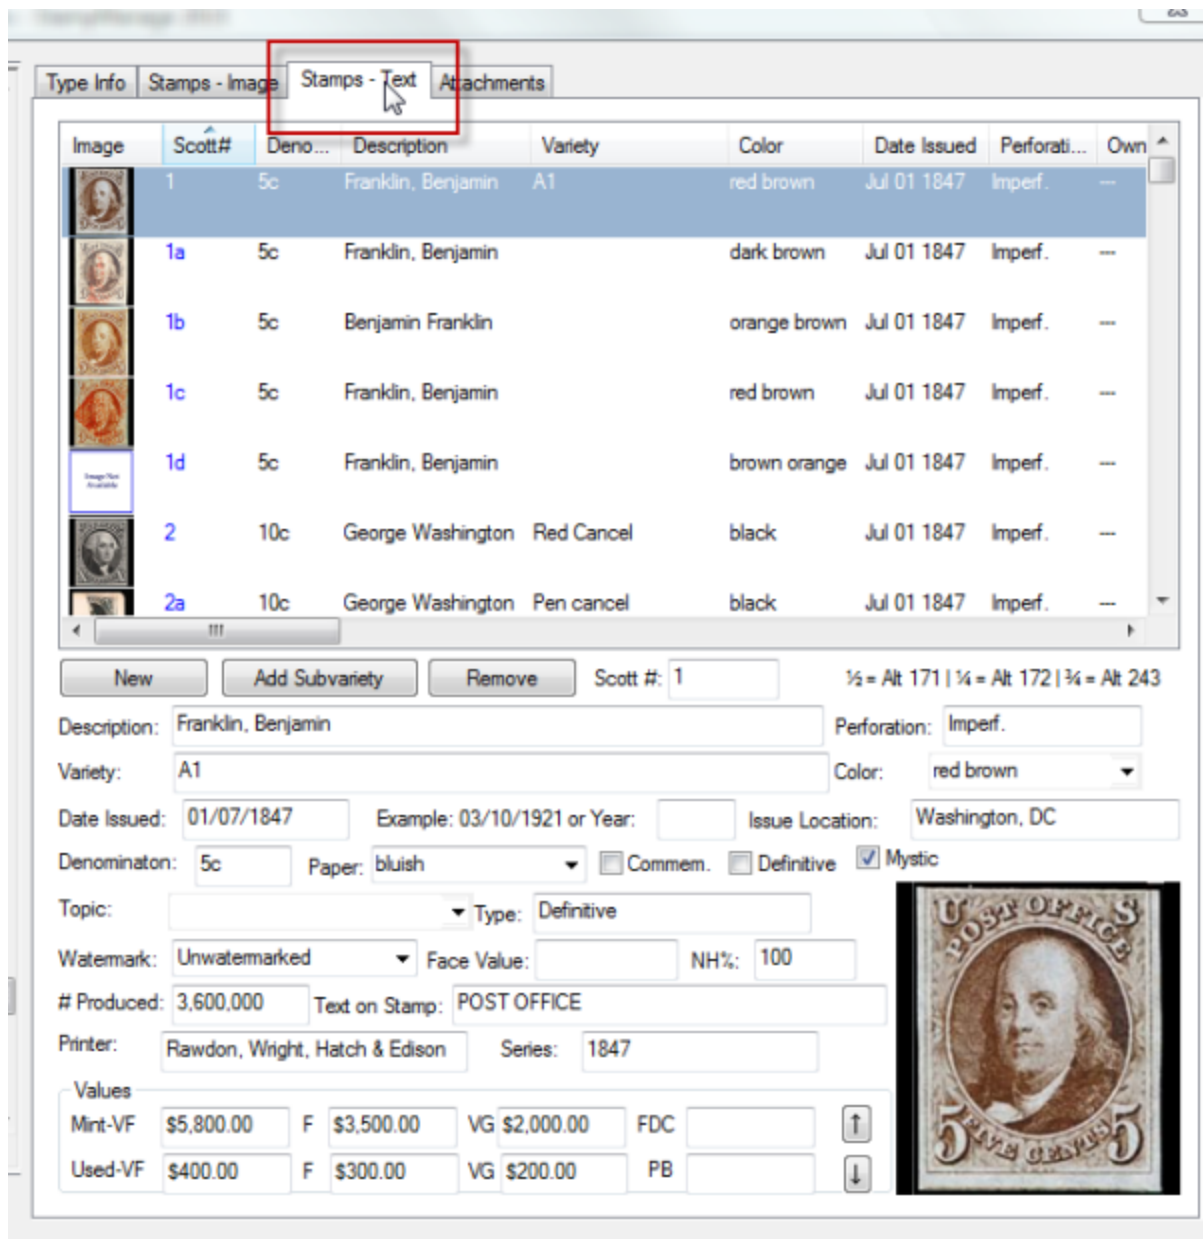 Type Info Stamps - Image Stamps - Text Attachments
Image Scott# Deno... Description Variety Color Date Issued Perforati... Own
1 5c Franklin, Benjamin A1 red brown Jul 01 1847 Imperf. ---
1a 5c Franklin, Benjamin dark brown Jul 01 1847 Imperf. ---
1b 5c Benjamin Franklin orange brown Jul 01 1847 Imperf. ---
1c 5c Franklin, Benjamin red brown Jul 01 1847 Imperf. ---
Image Not
Available
1d 5c Franklin, Benjamin brown orange Jul 01 1847 Imperf. ---
2 10c George Washington Red Cancel black Jul 01 1847 Imperf. ---
2a 10c George Washington Pen cancel black Jul 01 1847 Imperf. ---
New Add Subvariety Remove Scott #: 1 ½ = Alt 171 | ¼ = Alt 172 | ¾ = Alt 243
Description: Franklin, Benjamin Perforation: Imperf.
Variety: A1 Color: red brown
Date Issued: 01/07/1847 Example: 03/10/1921 or Year: Issue Location: Washington, DC
Denominaton: 5c Paper: bluish Commem. Definitive Mystic
Topic: Type: Definitive
Watermark: Unwatermarked Face Value: NH%: 100
# Produced: 3,600,000 Text on Stamp: POST OFFICE
Printer: Rawdon, Wright, Hatch & Edison Series: 1847
Values
Mint-VF $5,800.00 F $3,500.00 VG $2,000.00 FDC
Used-VF $400.00 F $300.00 VG $200.00 PB
U S
POST OFFICE
5 FIVE CENTS 5